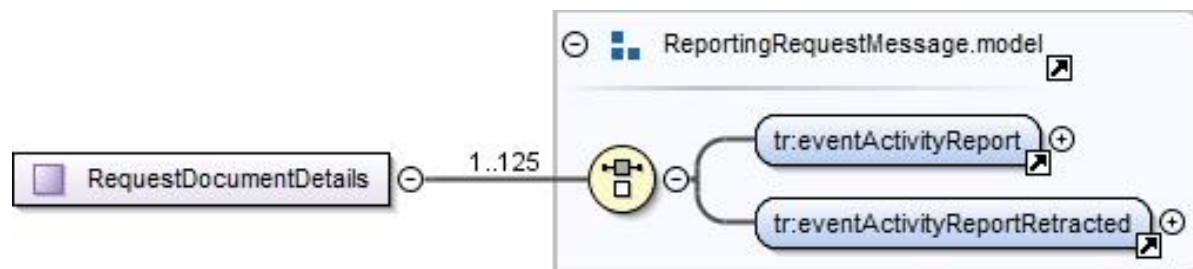 ReportingRequestMessage.model
tr:eventActivityReport
RequestDocumentDetails
1..125
tr:eventActivityReportRetracted